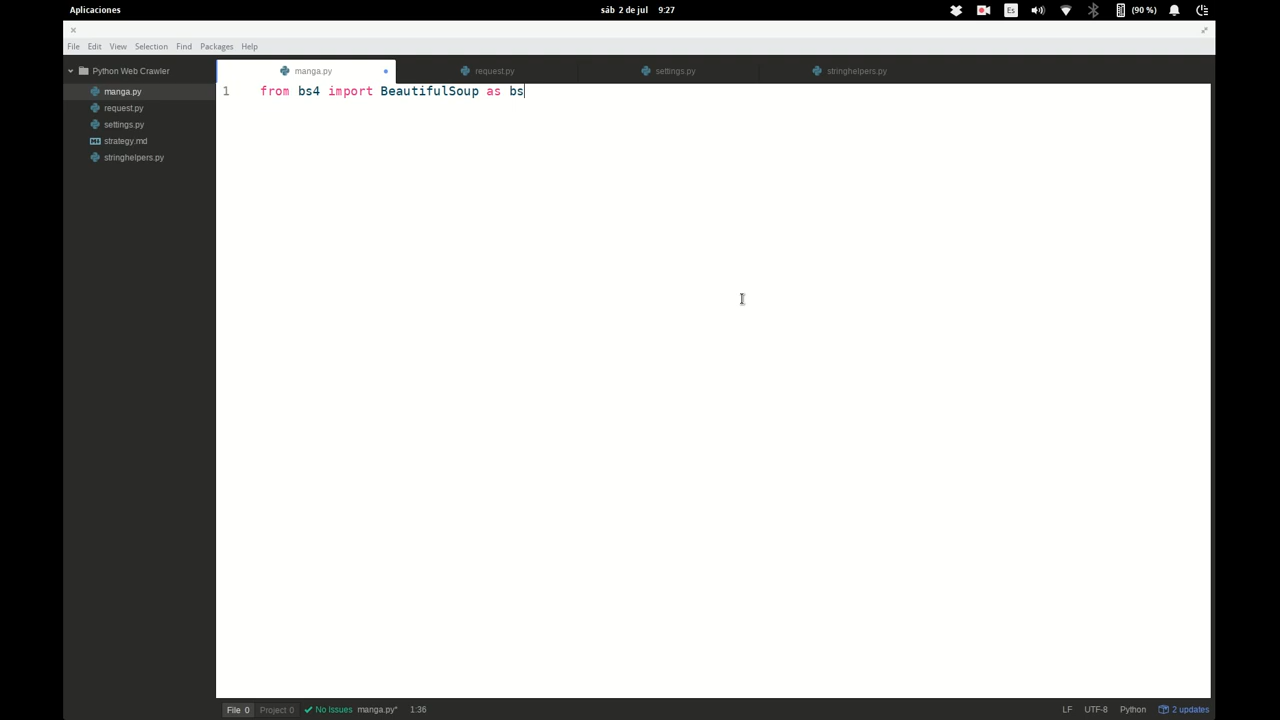 Aplicaciones sáb 2 de jul 9:27 Es (90 %)
File Edit View Selection Find Packages Help
Python Web Crawler
manga.py
request.py
settings.py
strategy.md
stringhelpers.py
manga.py request.py settings.py stringhelpers.py
1 from bs4 import BeautifulSoup as bs
File 0 Project 0 No Issues manga.py* 1:36 LF UTF-8 Python 2 updates